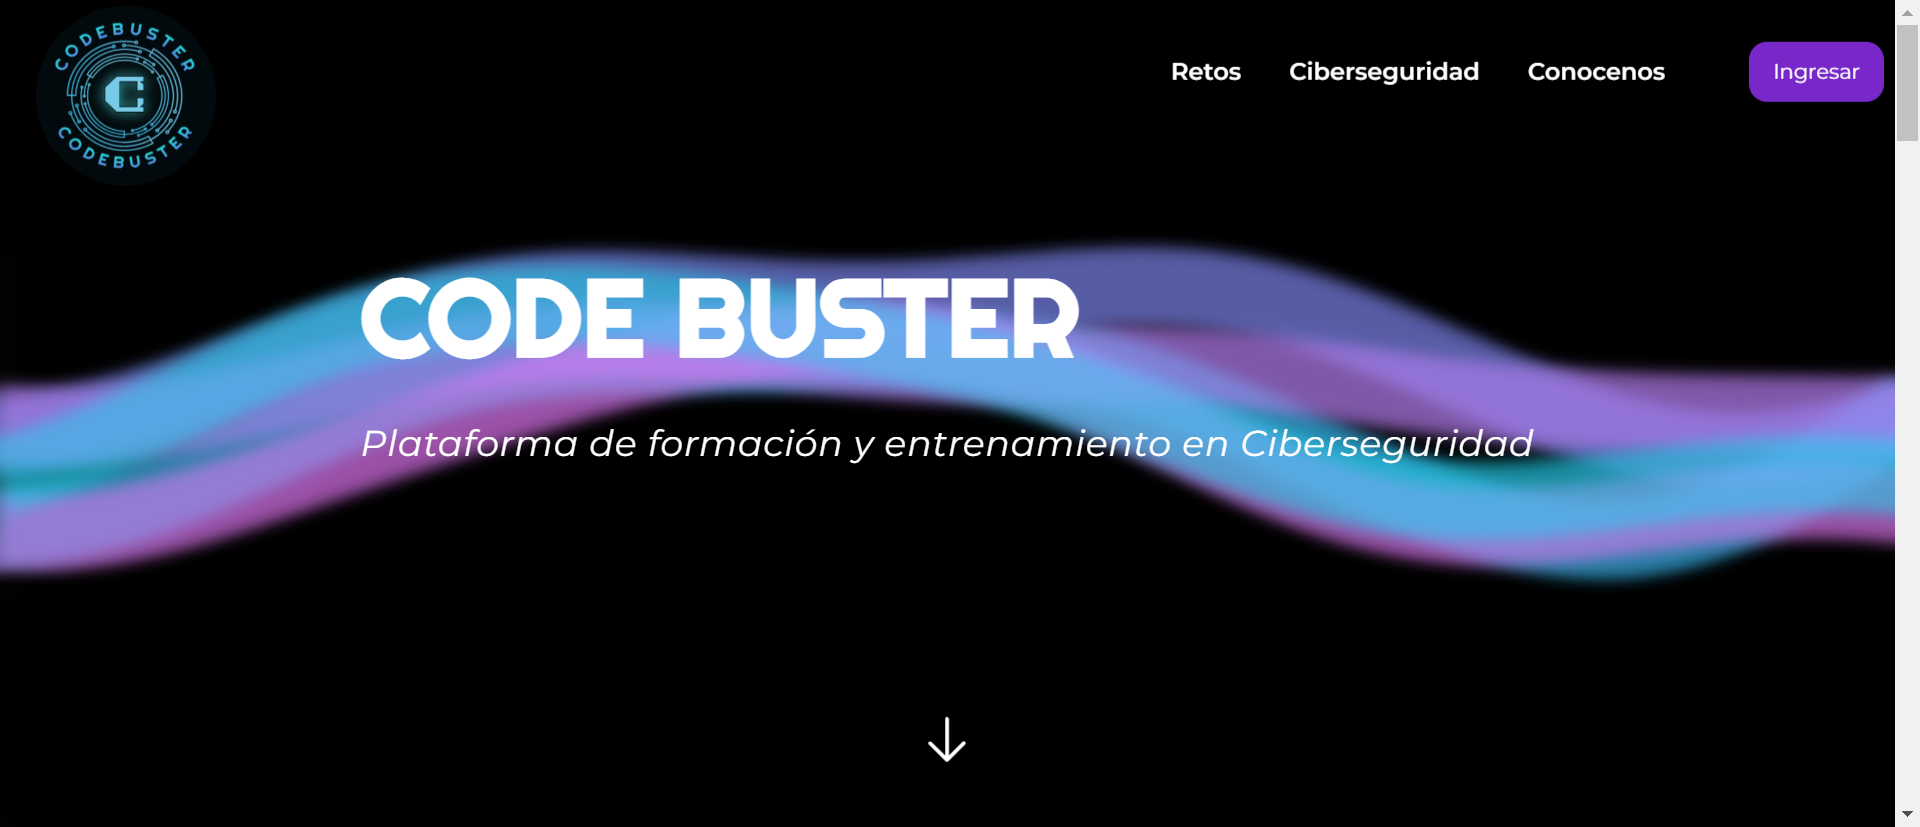 CODEBUSTER
C
CODEBUSTER
Retos
Ciberseguridad
Conocenos
Ingresar
CODE BUSTER
Plataforma de formación y entrenamiento en Ciberseguridad